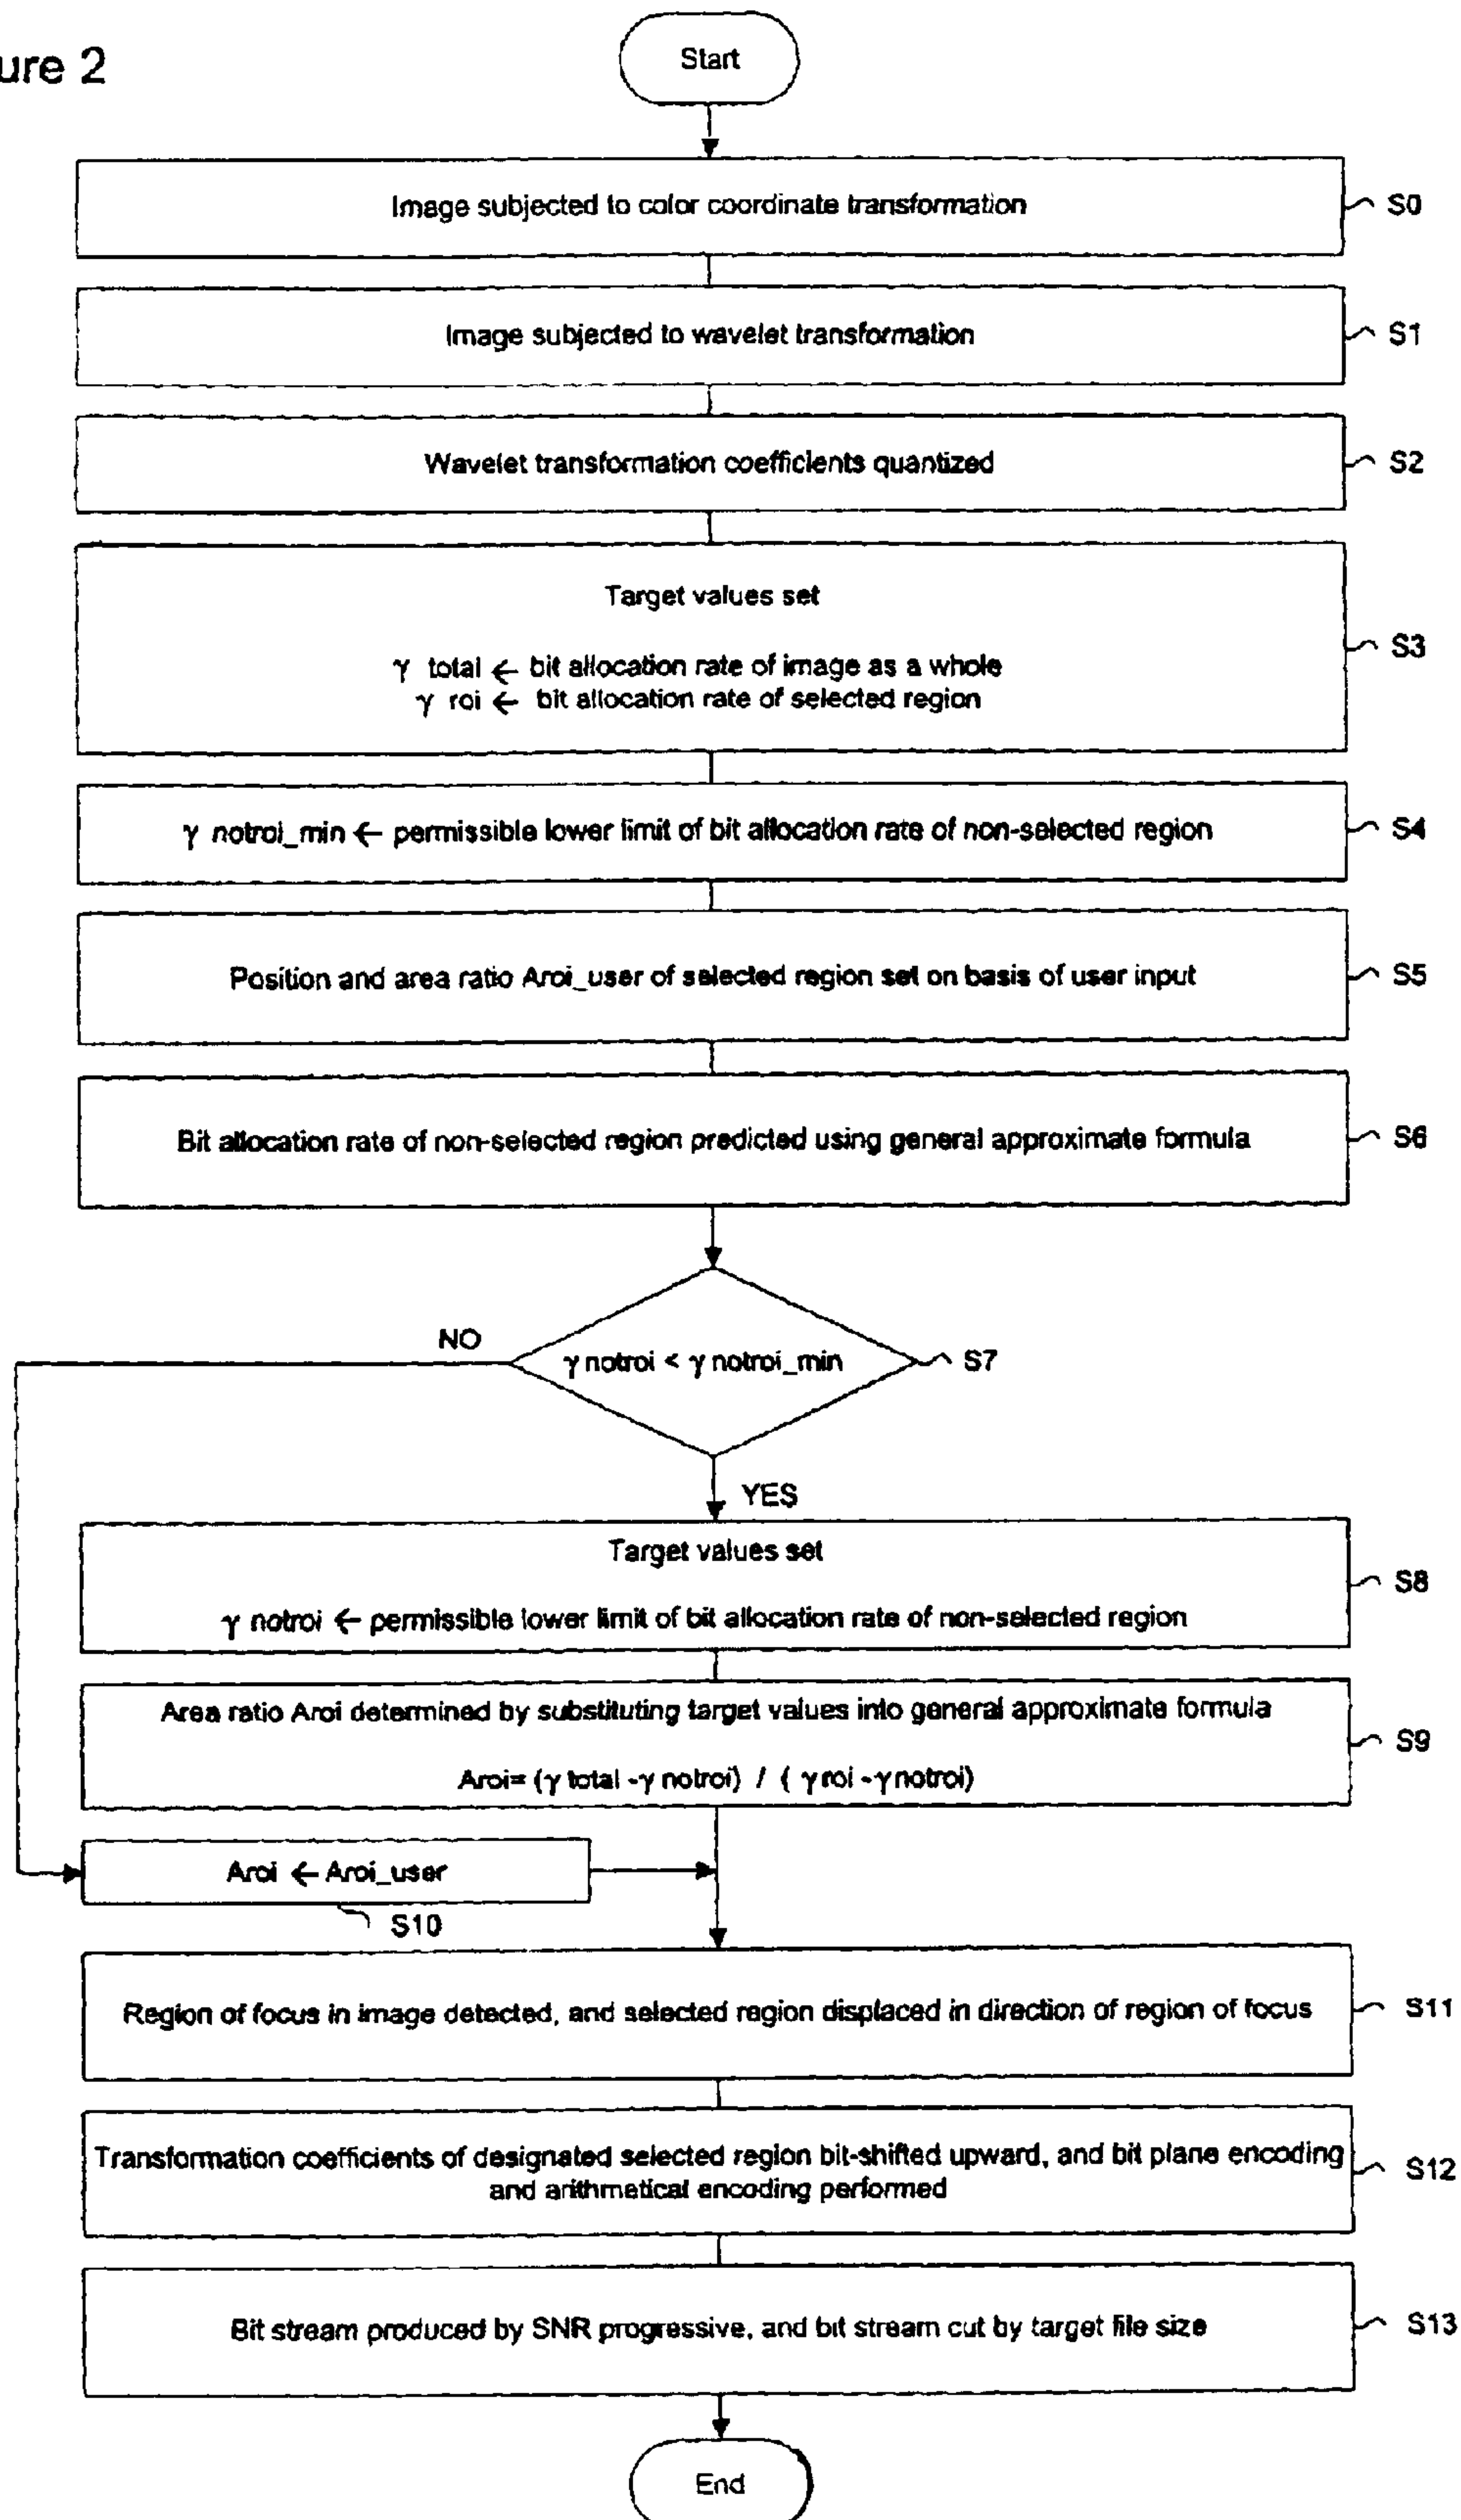 ure 2
Start
Image subjected to color coordinate transformation
S0
Image subjected to wavelet transformation
S1
Wavelet transformation coefficients quantized
S2
Target values set
γ total ← bit allocation rate of image as a whole
γ roi ← bit allocation rate of selected region
S3
γ notroi_min ← permissible lower limit of bit allocation rate of non-selected region
S4
Position and area ratio Aroi_user of selected region set on basis of user input
S5
Bit allocation rate of non-selected region predicted using general approximate formula
S6
NO
γ notroi < γ notroi_min
S7
YES
Target values set
γ notroi ← permissible lower limit of bit allocation rate of non-selected region
S8
Area ratio Aroi determined by substituting target values into general approximate formula
Aroi= (γ total -γ notroi) / ( γ roi -γ notroi)
S9
Aroi ← Aroi_user
S10
Region of focus in image detected, and selected region displaced in direction of region of focus
S11
Transformation coefficients of designated selected region bit-shifted upward, and bit plane encoding
and arithmetical encoding performed
S12
Bit stream produced by SNR progressive, and bit stream cut by target file size
S13
End